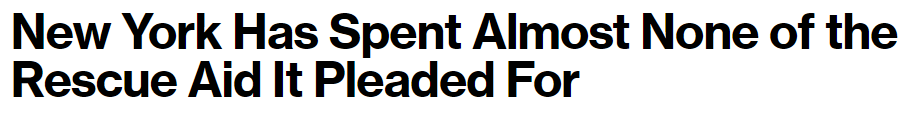 New York Has Spent Almost None of the
Rescue Aid It Pleaded For